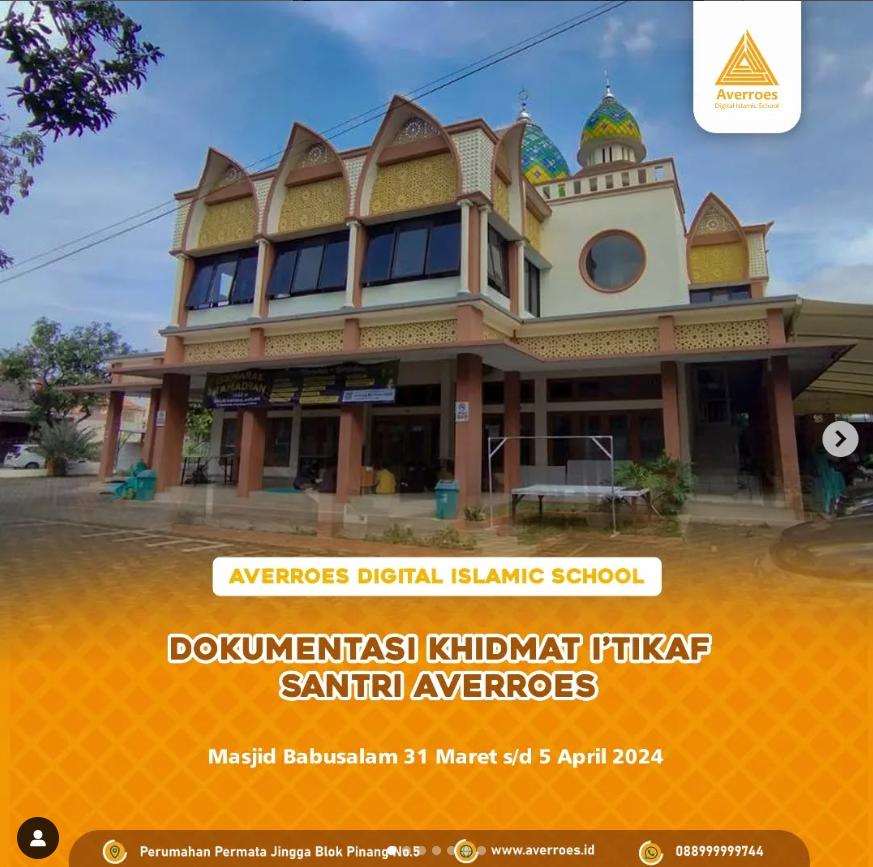 Averroes
Digital Islamic School
RAMADHAN
AVERROES DIGITAL ISLAMIC SCHOOL
DOKUMENTASI KHIDMAT I'TIKAF
SANTRI AVERROES
Masjid Babusalam 31 Maret s/d 5 April 2024
Perumahan Permata Jingga Blok Pinang No.5
www.averroes.id
088999999744